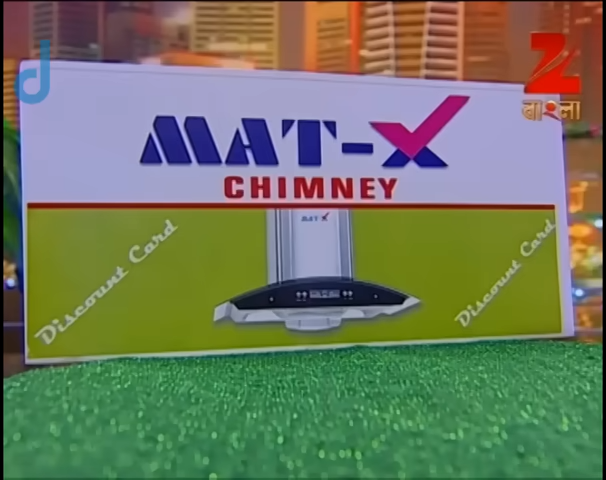 d
Z
বাংলা
MAT-X
CHIMNEY
MAT-X
Discount Card
Discount Card